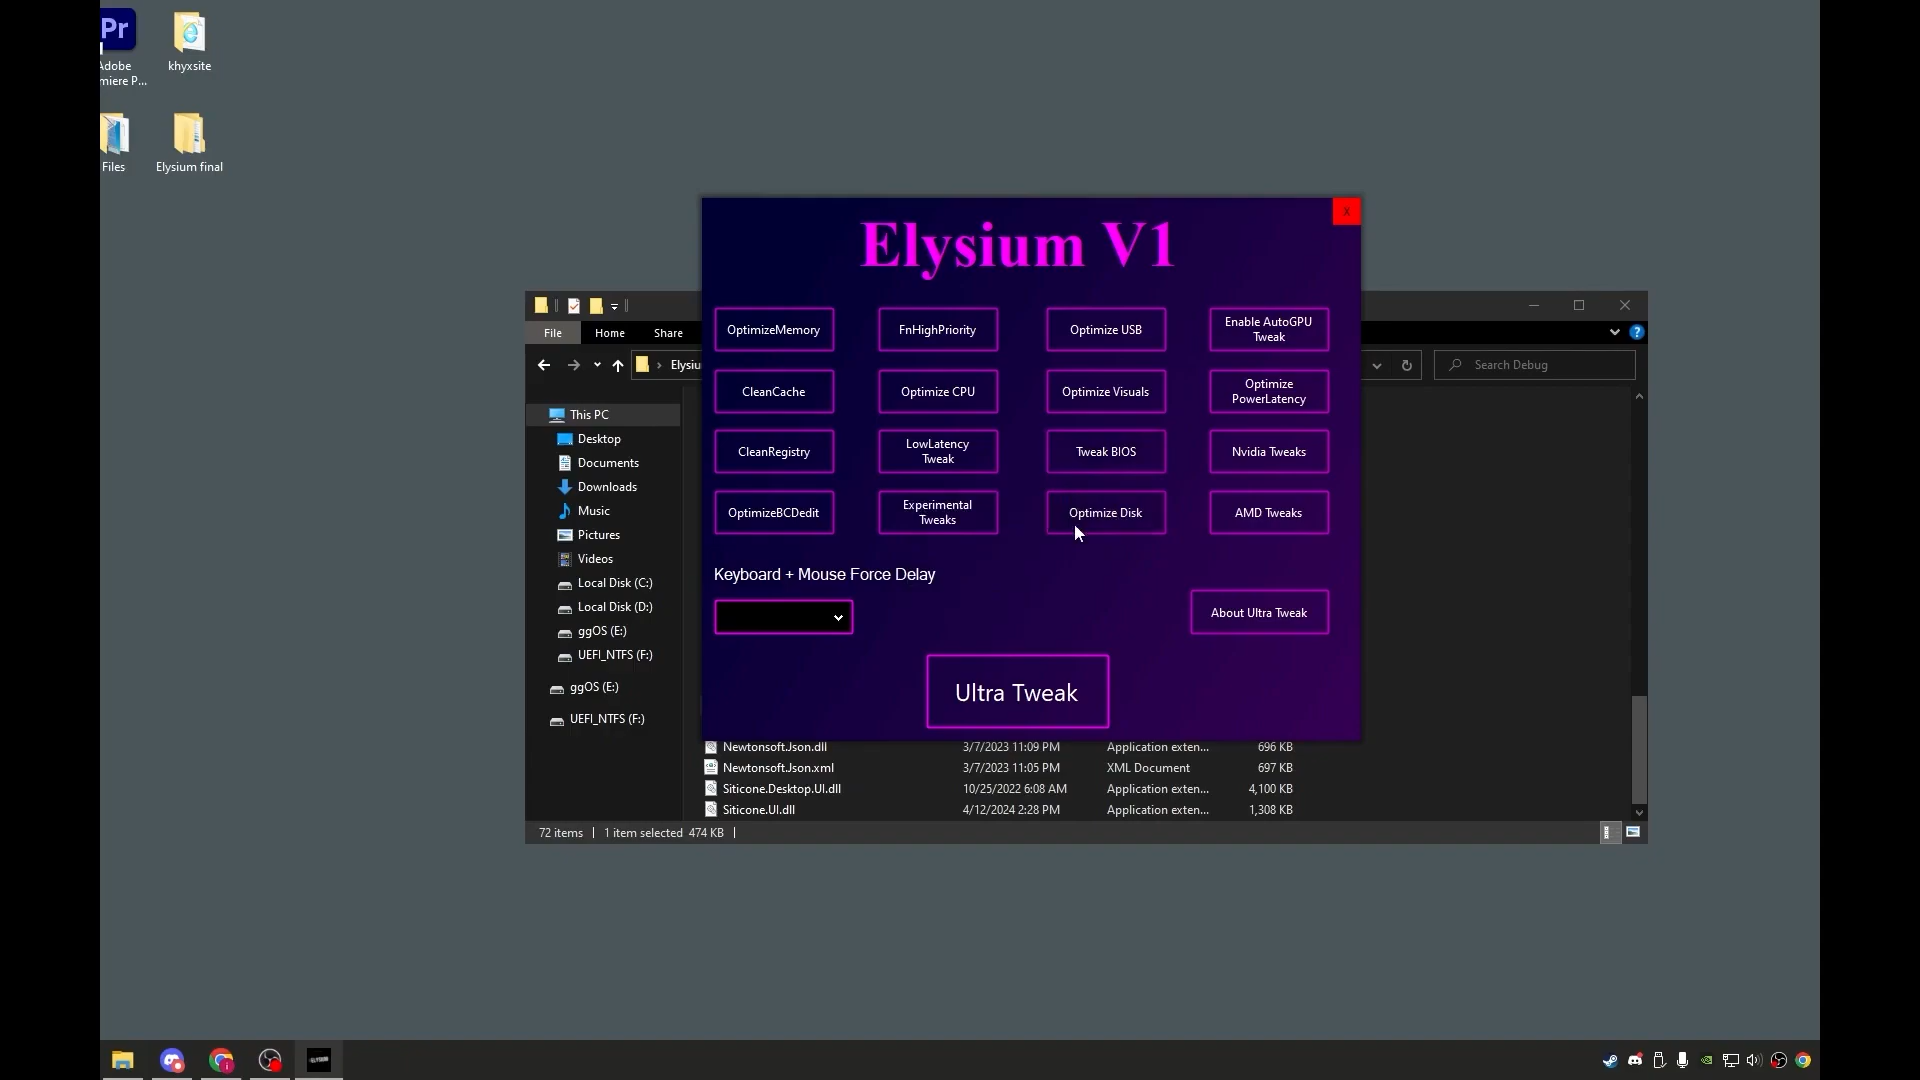 Pr
Adobe
miere P...
khyxsite
Files
Elysium final
X
Elysium V1
OptimizeMemory
FnHighPriority
Optimize USB
Enable AutoGPU
Tweak
CleanCache
Optimize CPU
Optimize Visuals
Optimize
PowerLatency
CleanRegistry
LowLatency
Tweak
Tweak BIOS
Nvidia Tweaks
OptimizeBCDedit
Experimental
Tweaks
Optimize Disk
AMD Tweaks
Keyboard + Mouse Force Delay
About Ultra Tweak
Ultra Tweak
File
Home
Share
?
Elysiu
Search Debug
This PC
Desktop
Documents
Downloads
Music
Pictures
Videos
Local Disk (C:)
Local Disk (D:)
ggOS (E:)
UEFI_NTFS (F:)
ggOS (E:)
UEFI_NTFS (F:)
Newtonsoft.Json.dll 3/7/2023 11:09 PM Application exten... 696 KB
Newtonsoft.Json.xml 3/7/2023 11:05 PM XML Document 697 KB
Siticone.Desktop.UI.dll 10/25/2022 6:08 AM Application exten... 4,100 KB
Siticone.UI.dll 4/12/2024 2:28 PM Application exten... 1,308 KB
72 items 1 item selected 474 KB
ELYSIUM